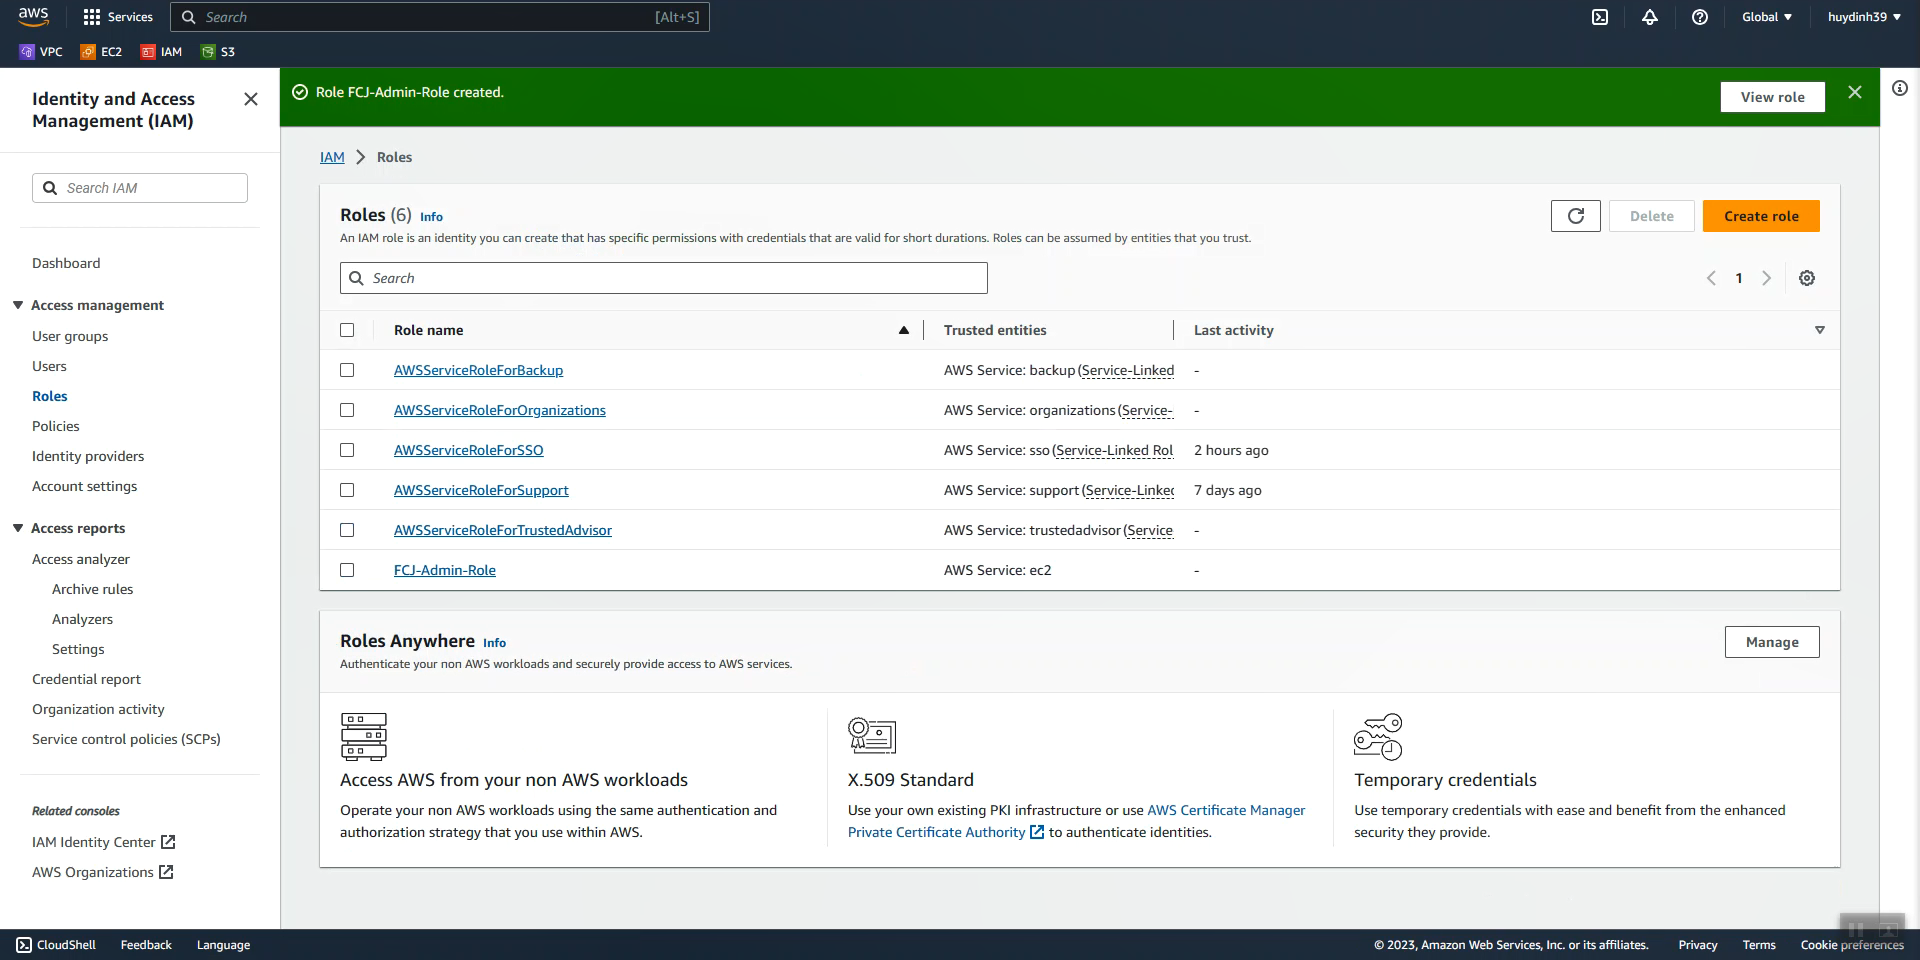 aws
Services
Search
[Alt+S]
Global
huydinh39
VPC
EC2
IAM
S3
Identity and Access
Management (IAM)
Search IAM
Dashboard
Access management
User groups
Users
Roles
Policies
Identity providers
Account settings
Access reports
Access analyzer
Archive rules
Analyzers
Settings
Credential report
Organization activity
Service control policies (SCPs)
Related consoles
IAM Identity Center
AWS Organizations
Role FCJ-Admin-Role created.
View role
IAM > Roles
Roles (6) Info
An IAM role is an identity you can create that has specific permissions with credentials that are valid for short durations. Roles can be assumed by entities that you trust.
Delete
Create role
Search
1
Role name Trusted entities Last activity
AWSServiceRoleForBackup AWS Service: backup (Service-Linked -
AWSServiceRoleForOrganizations AWS Service: organizations (Service- -
AWSServiceRoleForSSO AWS Service: sso (Service-Linked Rol 2 hours ago
AWSServiceRoleForSupport AWS Service: support (Service-Linked 7 days ago
AWSServiceRoleForTrustedAdvisor AWS Service: trustedadvisor (Service -
FCJ-Admin-Role AWS Service: ec2 -
Roles Anywhere Info
Authenticate your non AWS workloads and securely provide access to AWS services.
Manage
Access AWS from your non AWS workloads
Operate your non AWS workloads using the same authentication and
authorization strategy that you use within AWS.
X.509 Standard
Use your own existing PKI infrastructure or use AWS Certificate Manager
Private Certificate Authority to authenticate identities.
Temporary credentials
Use temporary credentials with ease and benefit from the enhanced
security they provide.
CloudShell
Feedback
Language
© 2023, Amazon Web Services, Inc. or its affiliates.
Privacy
Terms
Cookie preferences